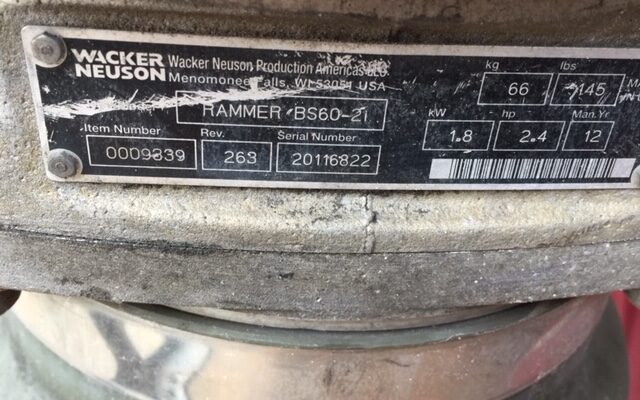 WACKER
NEUSON
Wacker Neuson Production Americas LLC
Menomonee Falls, WI 53051 USA
RAMMER BS60-2i
Item Number
0009339
Rev.
263
Serial Number
20116822
kg
66
lbs
145
kW
1.8
hp
2.4
Man.Yr
12